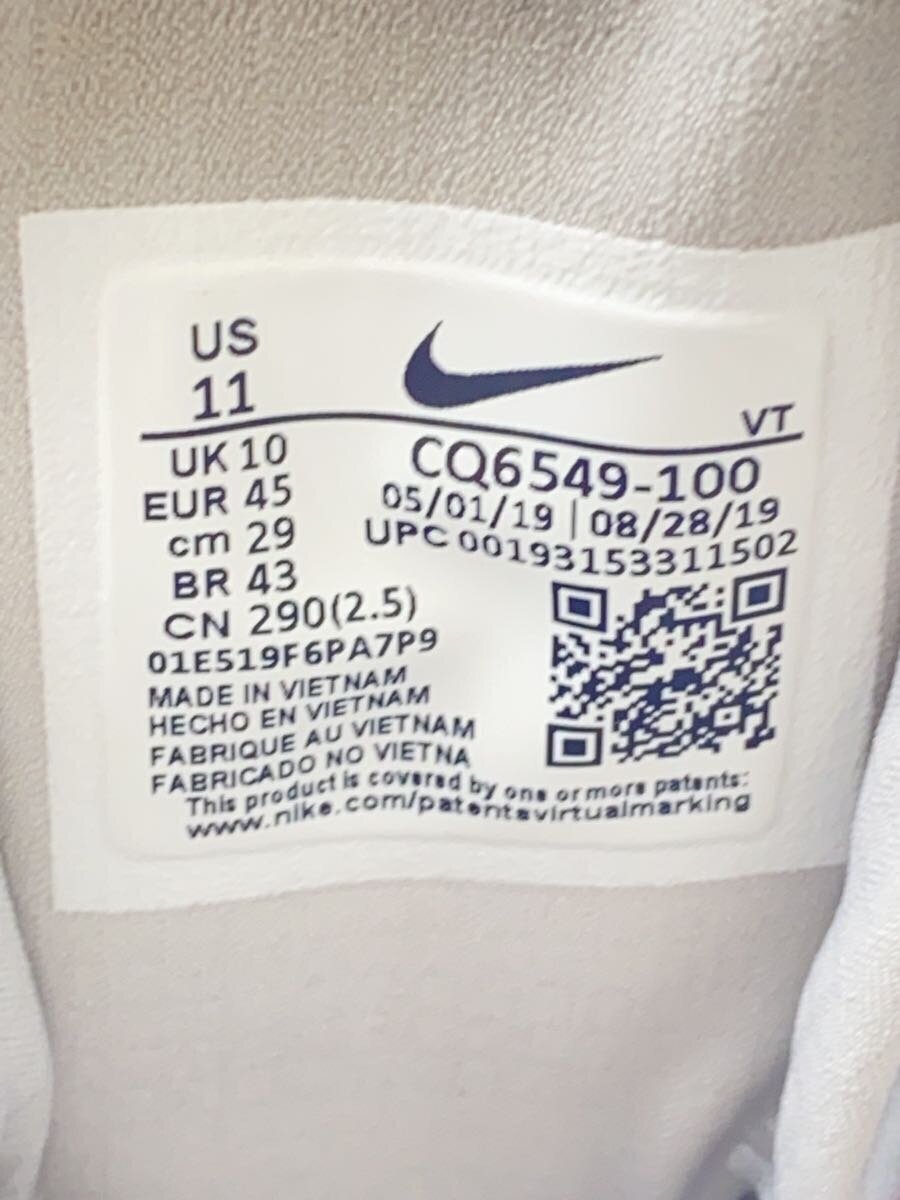 US
11
VT
UK 10
EUR 45
cm 29
BR 43
CN 290(2.5)
CQ6549-100
05/01/19 | 08/28/19
UPC 00193153311502
01E519F6PA7P9
MADE IN VIETNAM
HECHO EN VIETNAM
FABRIQUE AU VIETNAM
FABRICADO NO VIETNA
This product is covered by one or more patents:
www.nike.com/patentsvirtualmarking